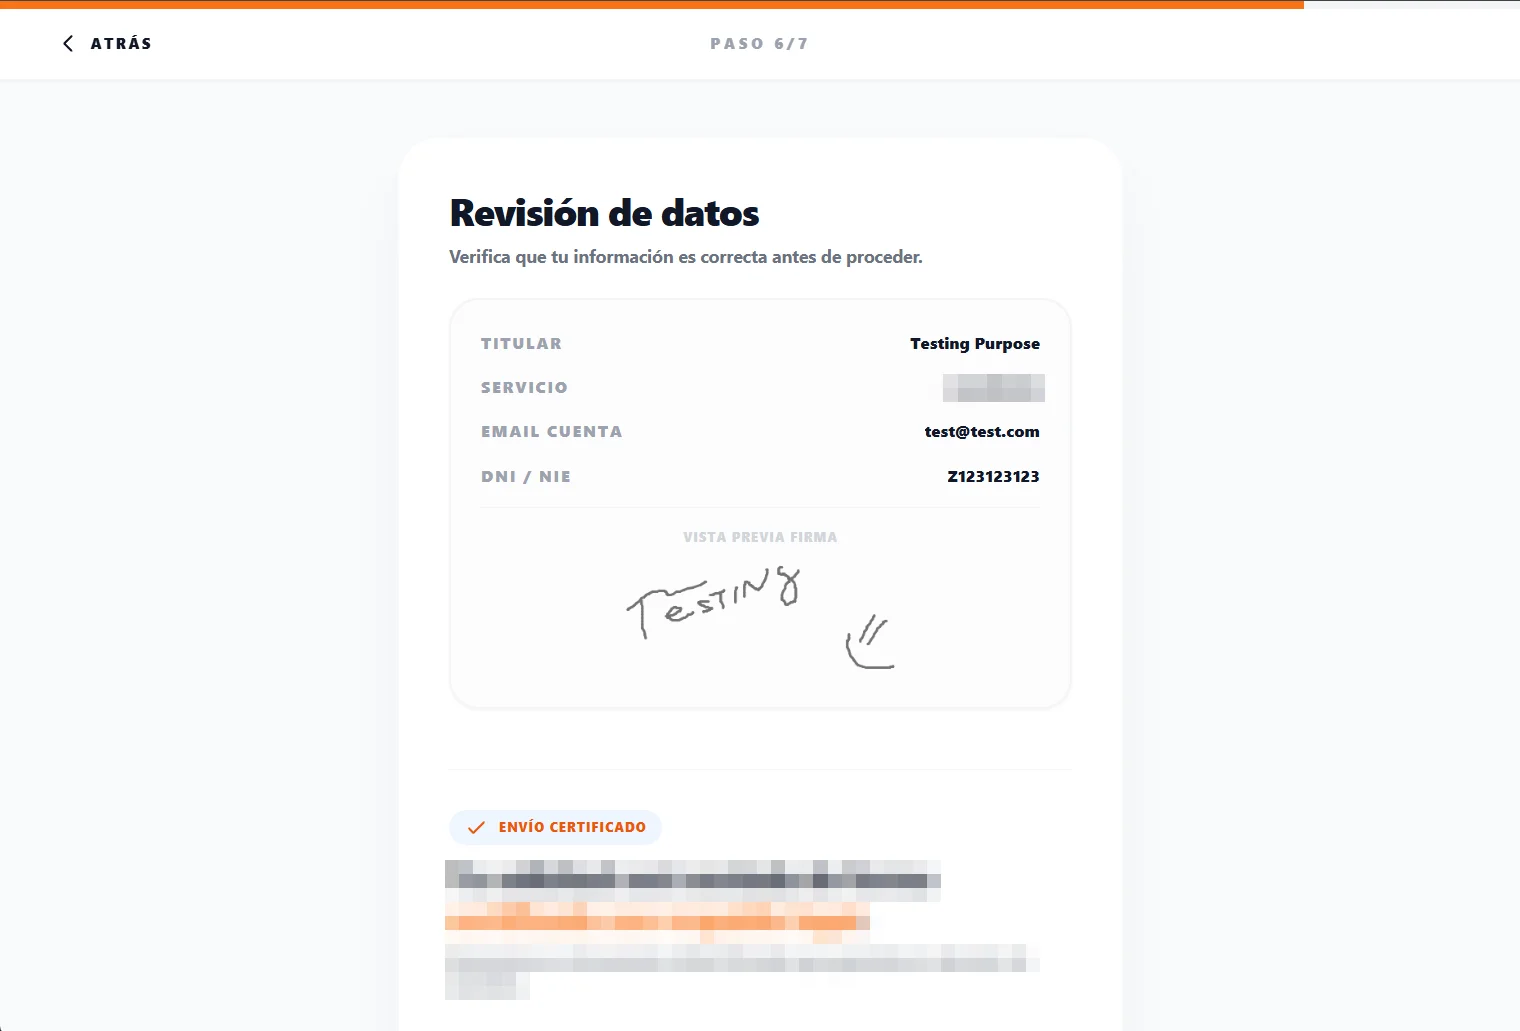 ATRÁS
PASO 6/7
Revisión de datos
Verifica que tu información es correcta antes de proceder.
TITULAR Testing Purpose
SERVICIO
EMAIL CUENTA test@test.com
DNI / NIE Z123123123
VISTA PREVIA FIRMA
TesTING
ENVÍO CERTIFICADO